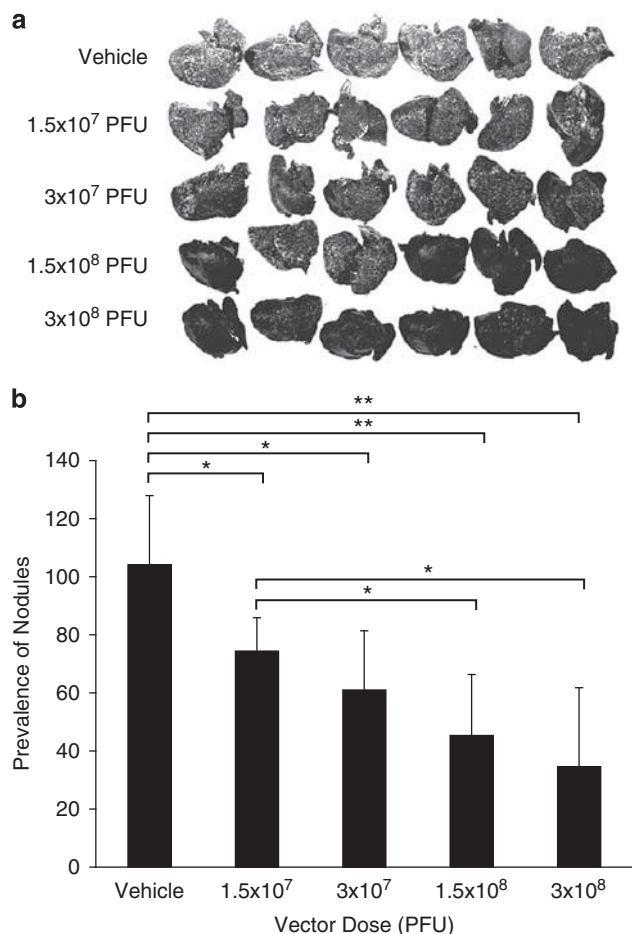 a
Vehicle
1.5x10⁷ PFU
3x10⁷ PFU
1.5x10⁸ PFU
3x10⁸ PFU
b
**
**
*
*
*
*
140
120
100
80
60
40
20
0
Prevalence of Nodules
Vehicle 1.5x10⁷ 3x10⁷ 1.5x10⁸ 3x10⁸
Vector Dose (PFU)